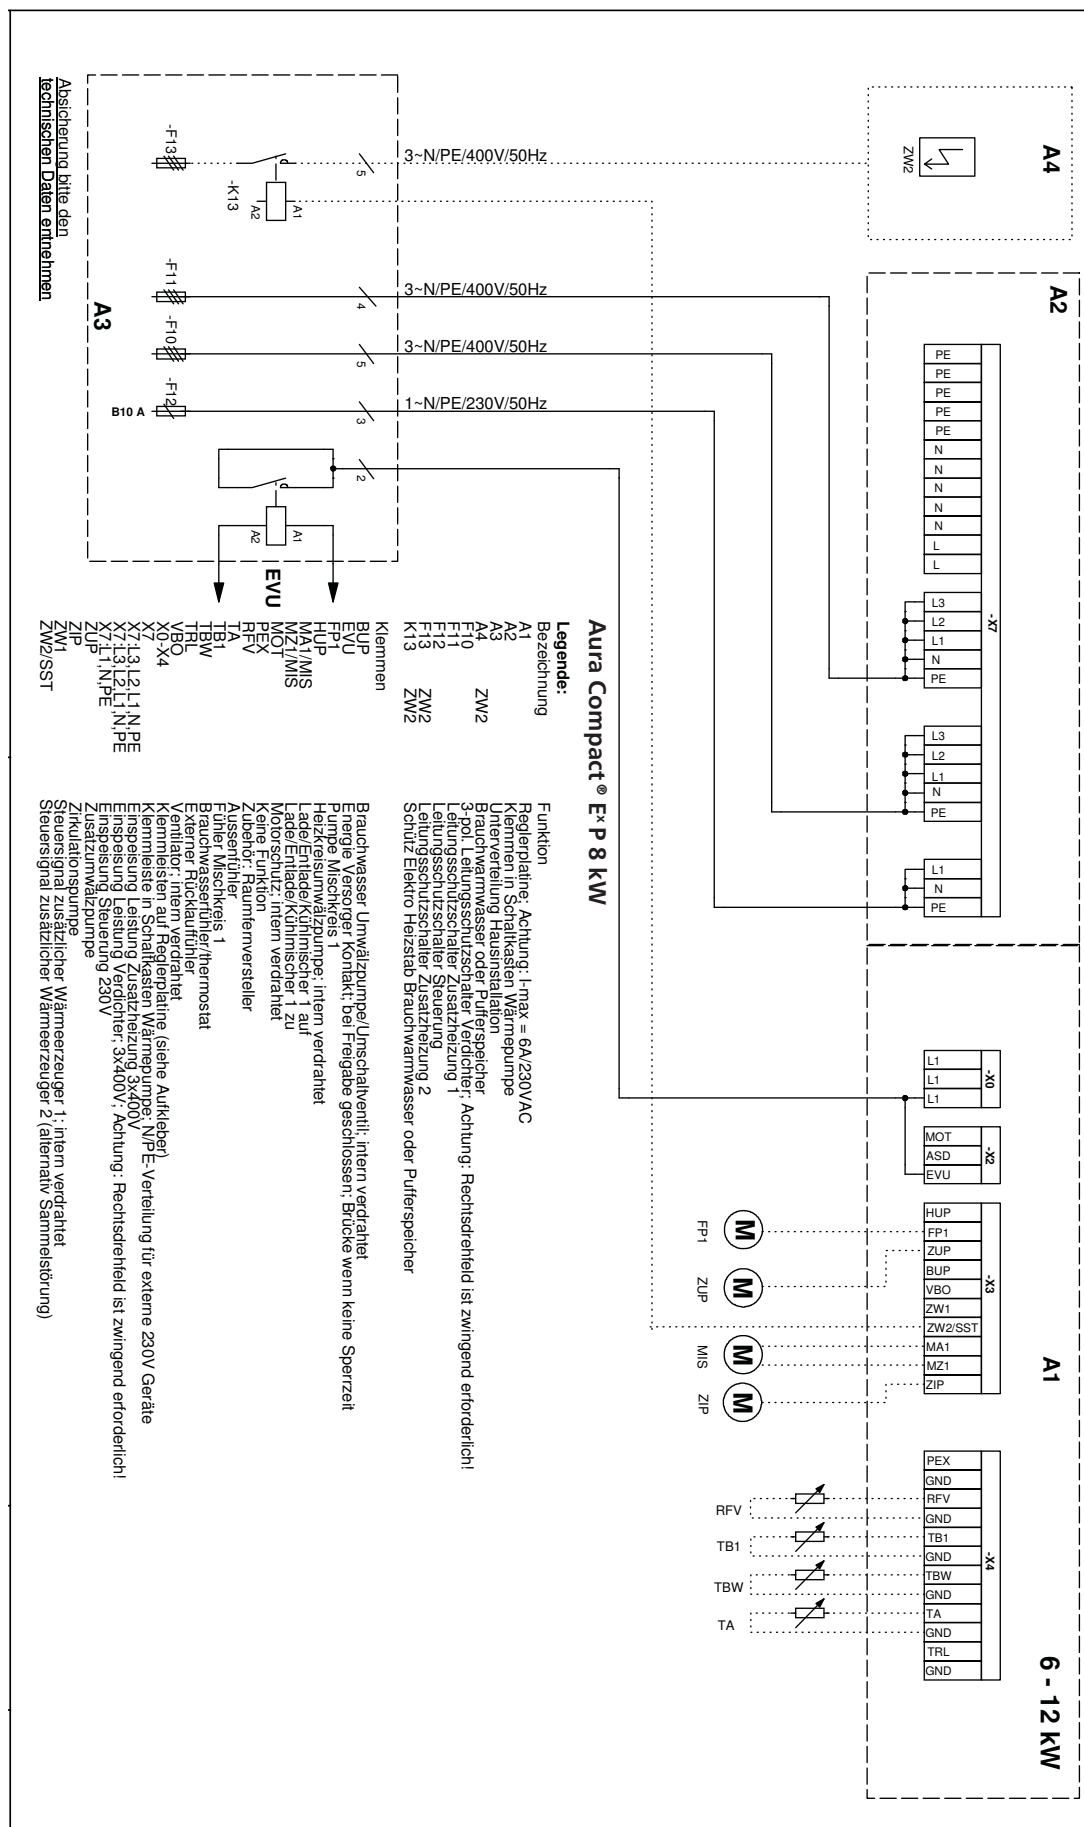 A4
ZW2
A2
-X7
PE
PE
PE
PE
PE
N
N
N
N
N
L
L
L3
L2
L1
N
PE
L3
L2
L1
N
PE
L1
N
PE
A1
6 - 12 kW
-X0
L1
L1
L1
-X2
MOT
ASD
EVU
-X3
HUP
FP1
ZUP
BUP
VBO
ZW1
ZW2/SST
MA1
MZ1
ZIP
-X4
PEX
GND
RFV
GND
TB1
GND
TBW
GND
TA
GND
TRL
GND
FP1
M
ZUP
M
MIS
M
ZIP
M
RFV
TB1
TBW
TA
3~N/PE/400V/50Hz
3~N/PE/400V/50Hz
3~N/PE/400V/50Hz
1~N/PE/230V/50Hz
5
4
5
3
2
A1
A2
-K13
A1
A2
EVU
-F13
-F11
-F10
-F12
B10 A
A3
Absicherung bitte den
technischen Daten entnehmen
Aura Compact® Eˣ P 8 kW
Legende:
Bezeichnung Funktion
A1 Reglerplatine; Achtung: I-max = 6A/230VAC
A2 Klemmen in Schaltkasten Wärmepumpe
A3 Unterverteilung Hausinstallation
A4 ZW2 Brauchwarmwasser oder Pufferspeicher
F10 3-pol. Leitungsschutzschalter Verdichter; Achtung: Rechtsdrehfeld ist zwingend erforderlich!
F11 Leitungsschutzschalter Zusatzheizung 1
F12 Leitungsschutzschalter Steuerung
F13 ZW2 Leitungsschutzschalter Zusatzheizung 2
K13 ZW2 Schütz Elektro Heizstab Brauchwarmwasser oder Pufferspeicher
Klemmen
BUP Brauchwasser Umwälzpumpe/Umschaltventil; intern verdrahtet
EVU Energie Versorger Kontakt; bei Freigabe geschlossen; Brücke wenn keine Sperrzeit
FP1 Pumpe Mischkreis 1
HUP Heizkreisumwälzpumpe; intern verdrahtet
MA1/MIS Lade/Entlade/Kühlmischer 1 auf
MZ1/MIS Lade/Entlade/Kühlmischer 1 zu
MOT Motorschutz; intern verdrahtet
PEX Keine Funktion
RFV Zubehör: Raumfernversteller
TA Aussenfühler
TB1 Fühler Mischkreis 1
TBW Brauchwasserfühler/thermostat
TRL Externer Rücklauffühler
VBO Ventilator; intern verdrahtet
X0-X4 Klemmleisten auf Reglerplatine (siehe Aufkleber)
X7 Klemmleiste in Schaltkasten Wärmepumpe; N/PE-Verteilung für externe 230V Geräte
X7:L3,L2,L1,N,PE Einspeisung Leistung Zusatzheizung 3x400V
X7:L3,L2,L1,N,PE Einspeisung Leistung Verdichter; 3x400V; Achtung: Rechtsdrehfeld ist zwingend erforderlich!
X7:L1,N,PE Einspeisung Steuerung 230V
ZUP Zusatzumwälzpumpe
ZIP Zirkulationspumpe
ZW1 Steuersignal zusätzlicher Wärmeerzeuger 1; intern verdrahtet
ZW2/SST Steuersignal zusätzlicher Wärmeerzeuger 2 (alternativ Sammelstörung)